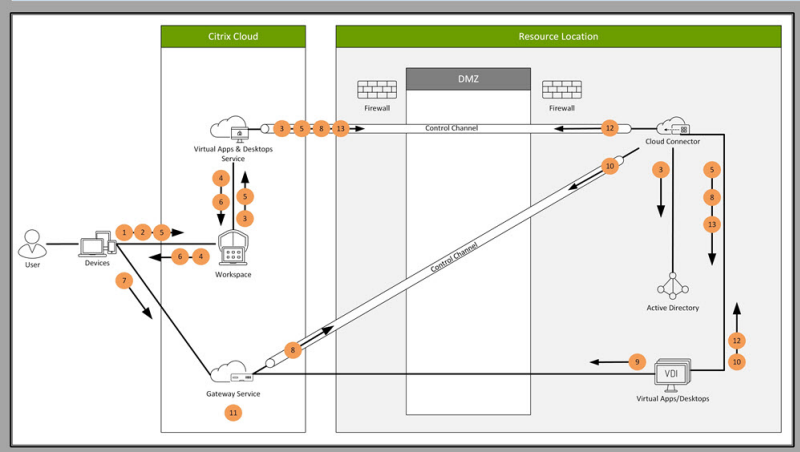 Citrix Cloud
Resource Location
DMZ
Firewall
Firewall
3 5 8 13
Control Channel
12
Virtual Apps & Desktops
Service
Cloud Connector
4
6
5
3
10
3
5
8
13
1 2 5
User
Devices
6 4
Workspace
Control Channel
7
Active Directory
8
12
10
9
VDI
Gateway Service
Virtual Apps/Desktops
11